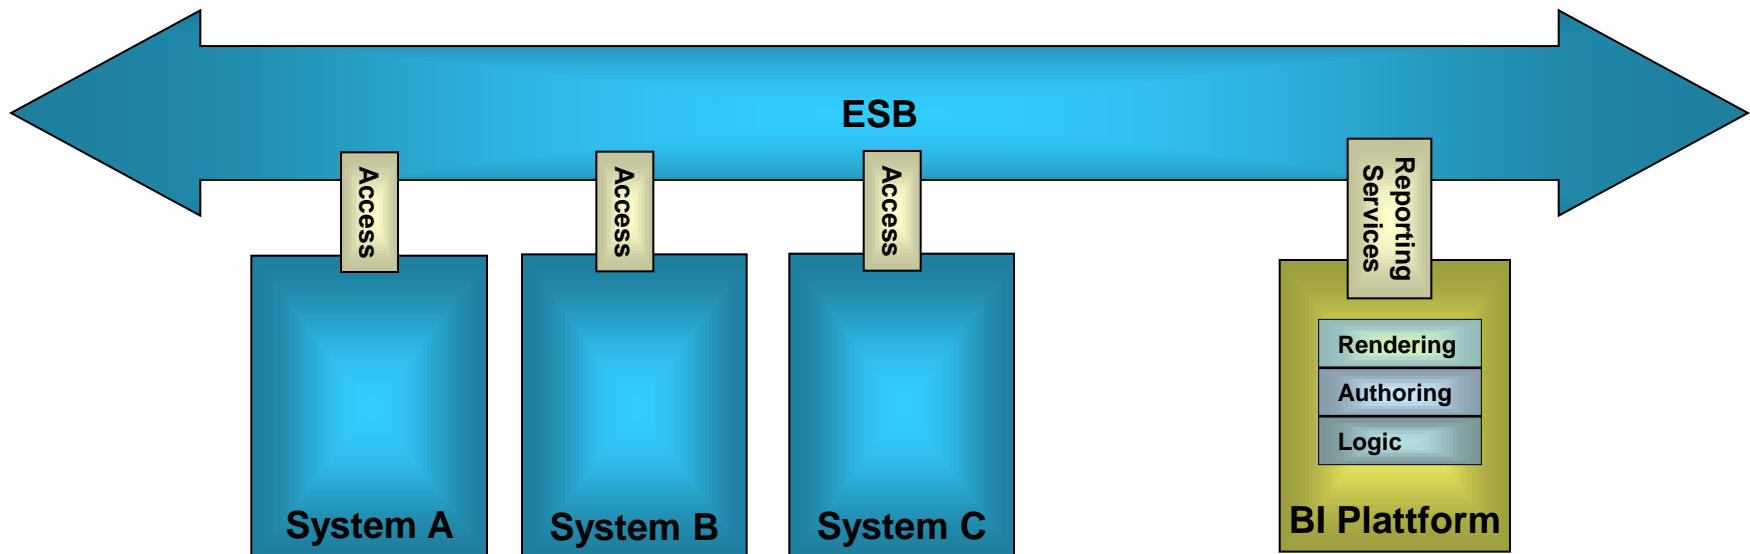 ESB
Access
Access
Access
Reporting
Services
Rendering
Authoring
Logic
System A
System B
System C
BI Plattform